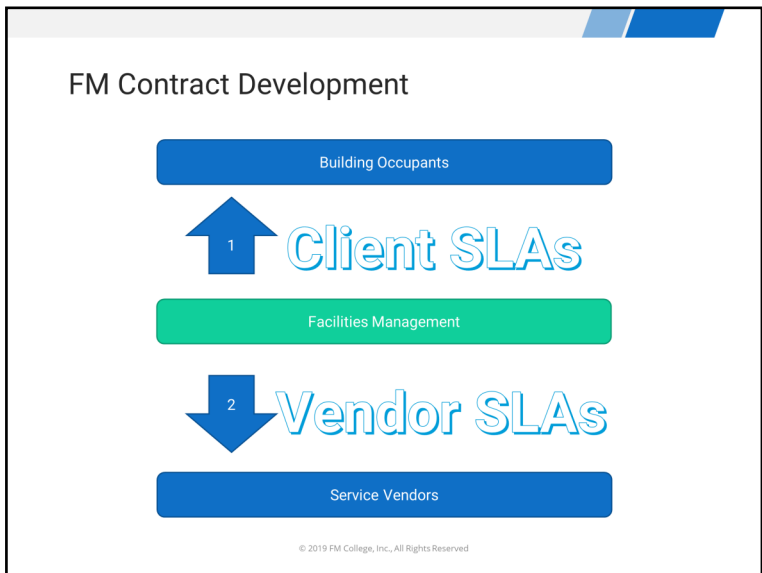 FM Contract Development
Building Occupants
1
Client SLAs
Facilities Management
2
Vendor SLAs
Service Vendors
© 2019 FM College, Inc., All Rights Reserved